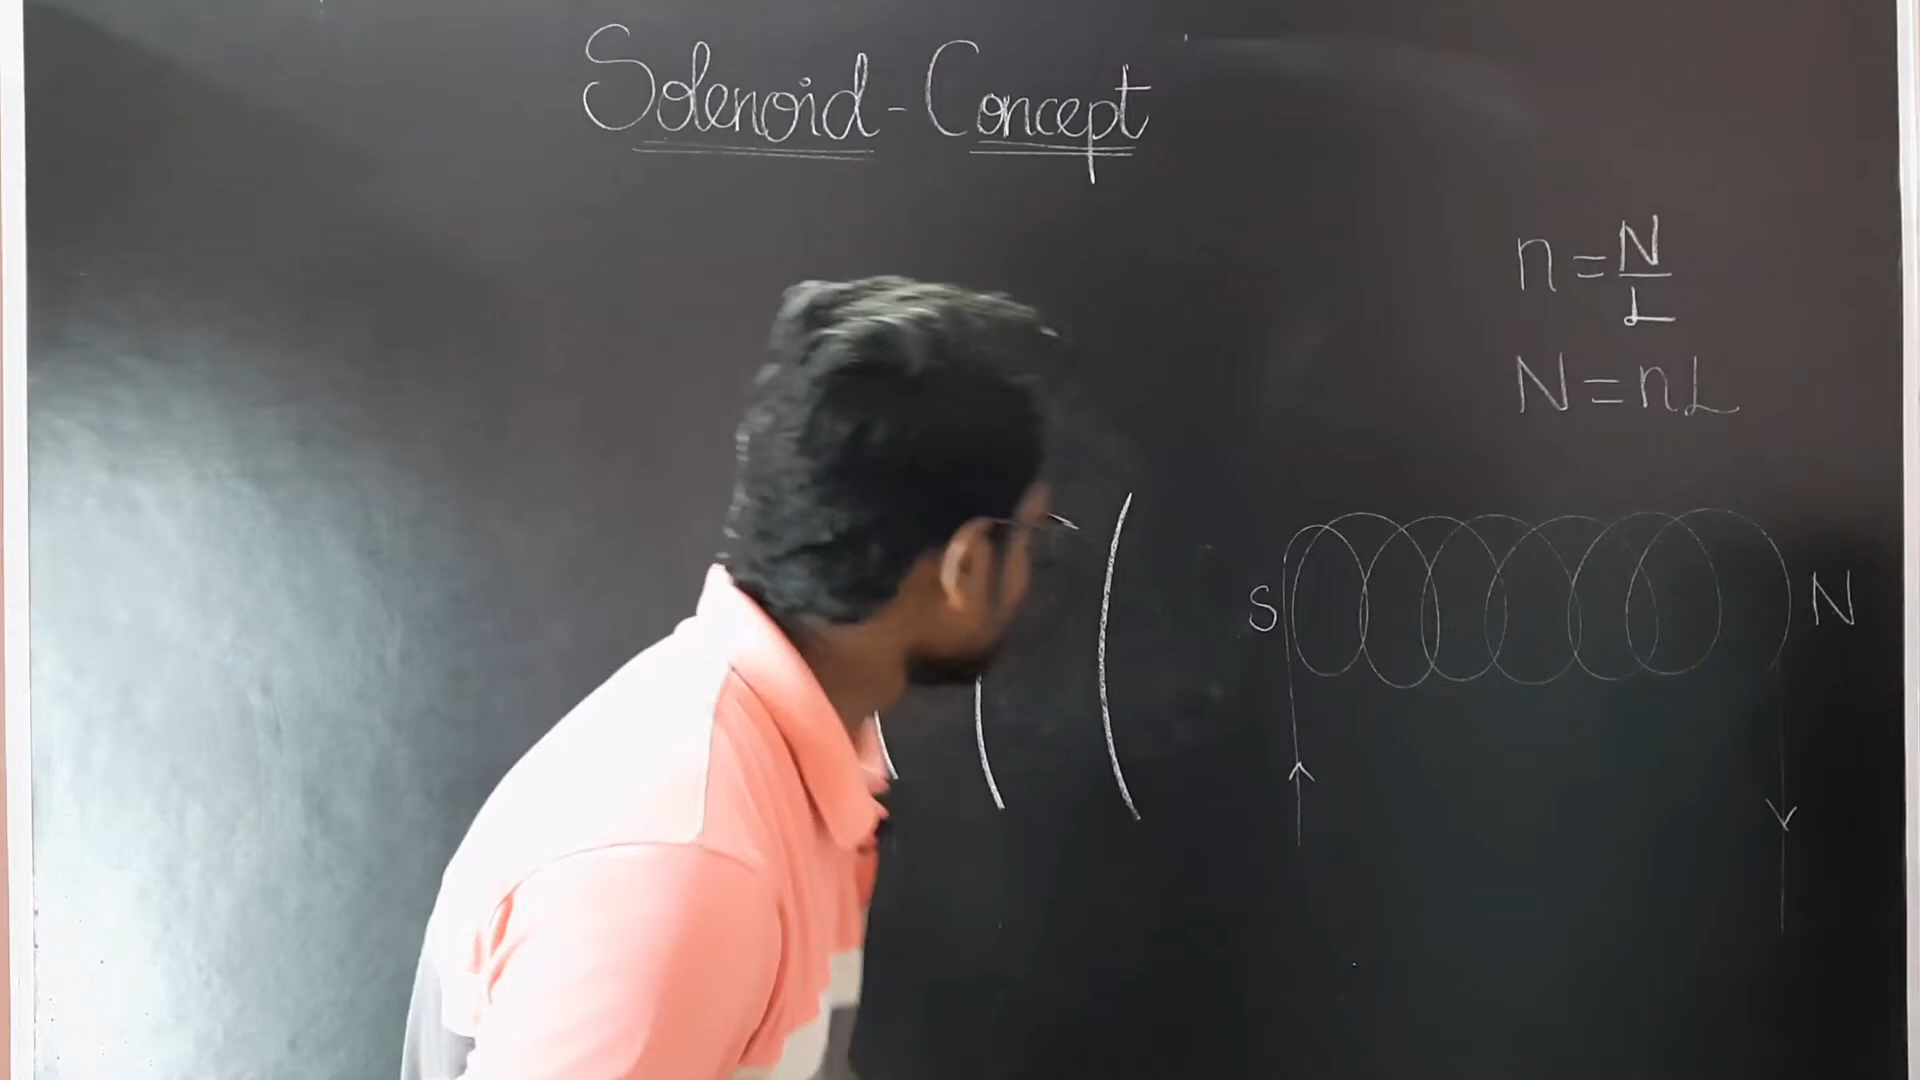 Solenoid - Concept
n = N/L
N = nL
S N